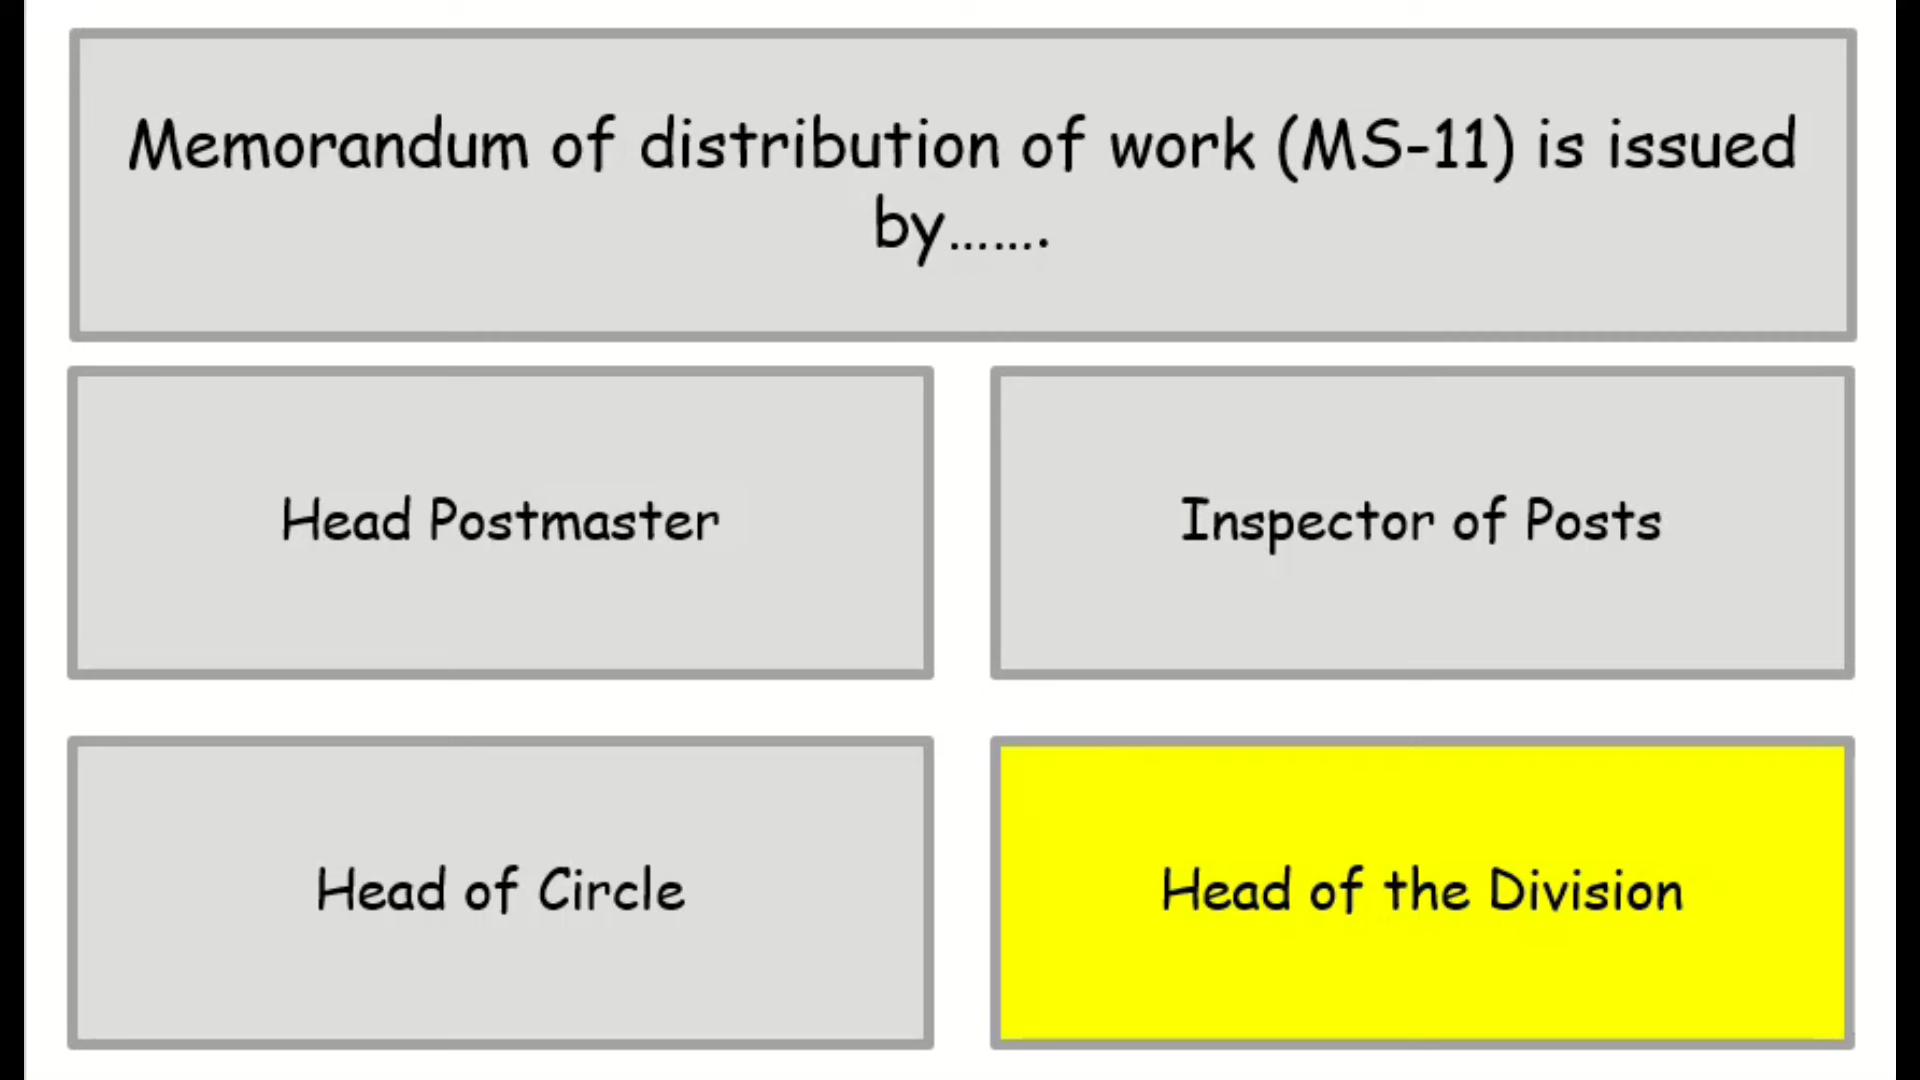 Memorandum of distribution of work (MS-11) is issued
by.......
Head Postmaster
Inspector of Posts
Head of Circle
Head of the Division